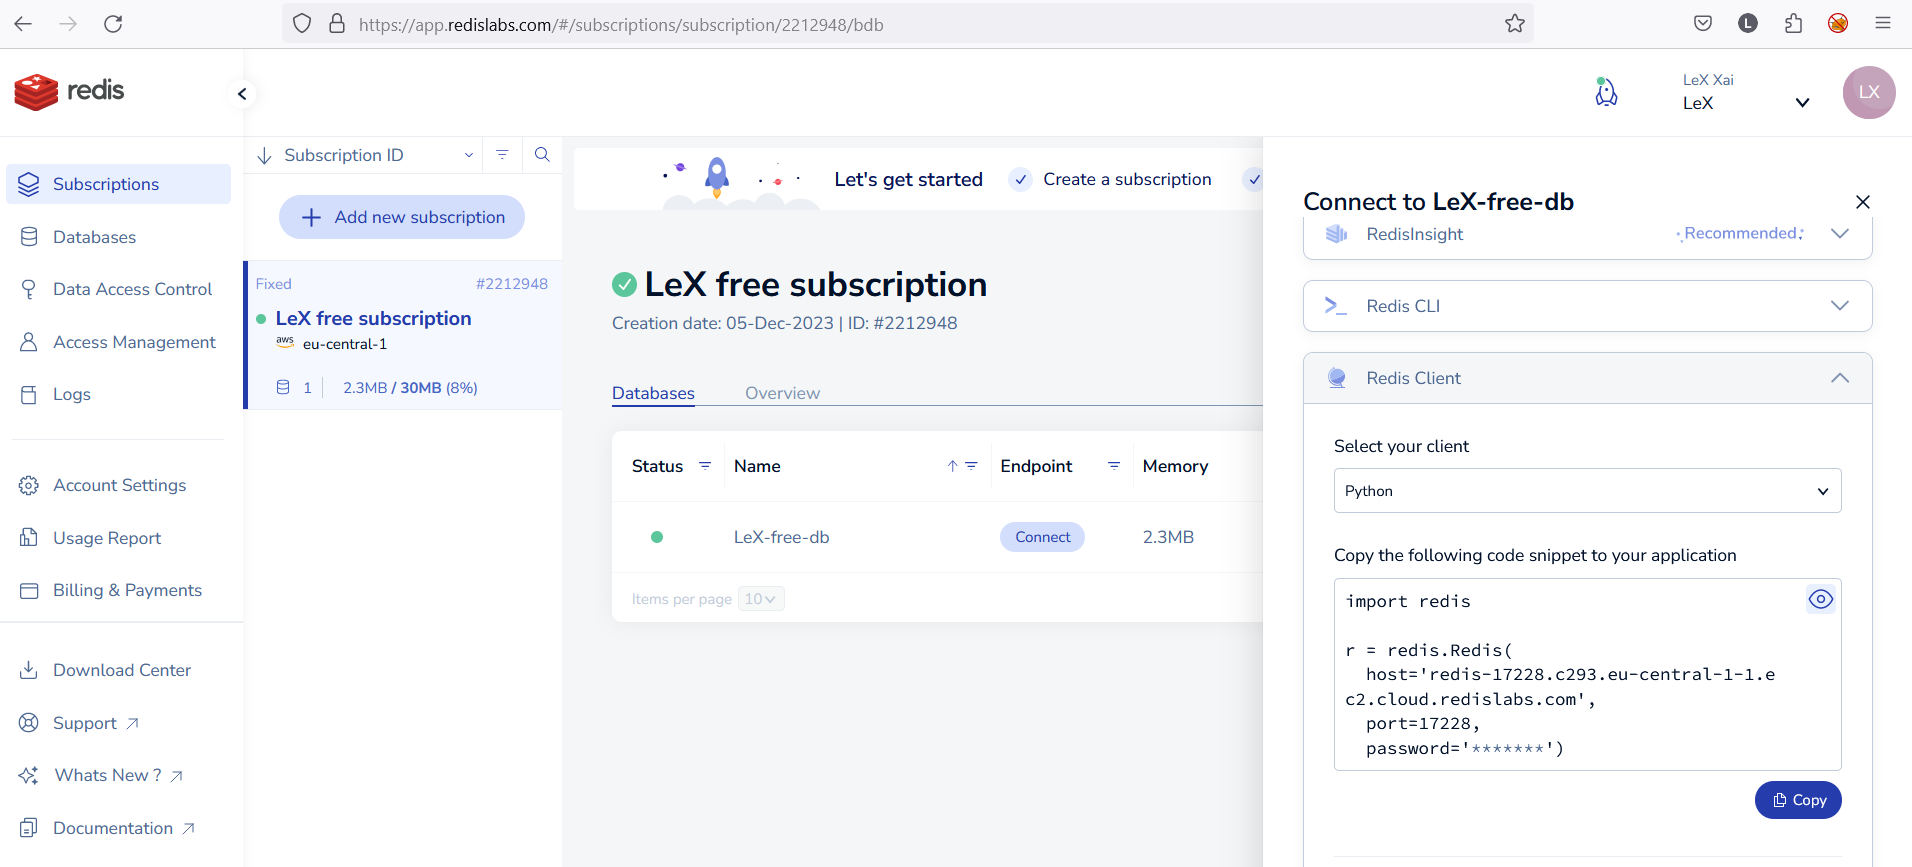 https://app.redislabs.com/#/subscriptions/subscription/2212948/bdb
L
redis
LeX Xai
LeX
LX
Subscriptions
Databases
Data Access Control
Access Management
Logs
Account Settings
Usage Report
Billing & Payments
Download Center
Support
Whats New ?
Documentation
Subscription ID
Add new subscription
Fixed #2212948
LeX free subscription
aws eu-central-1
1 2.3MB / 30MB (8%)
Let's get started Create a subscription
LeX free subscription
Creation date: 05-Dec-2023 | ID: #2212948
Databases Overview
Status Name Endpoint Memory
LeX-free-db Connect 2.3MB
Items per page 10
Connect to LeX-free-db
RedisInsight Recommended
Redis CLI
Redis Client
Select your client
Python
Copy the following code snippet to your application
import redis
r = redis.Redis(
host='redis-17228.c293.eu-central-1-1.e
c2.cloud.redislabs.com',
port=17228,
password='*******')
Copy